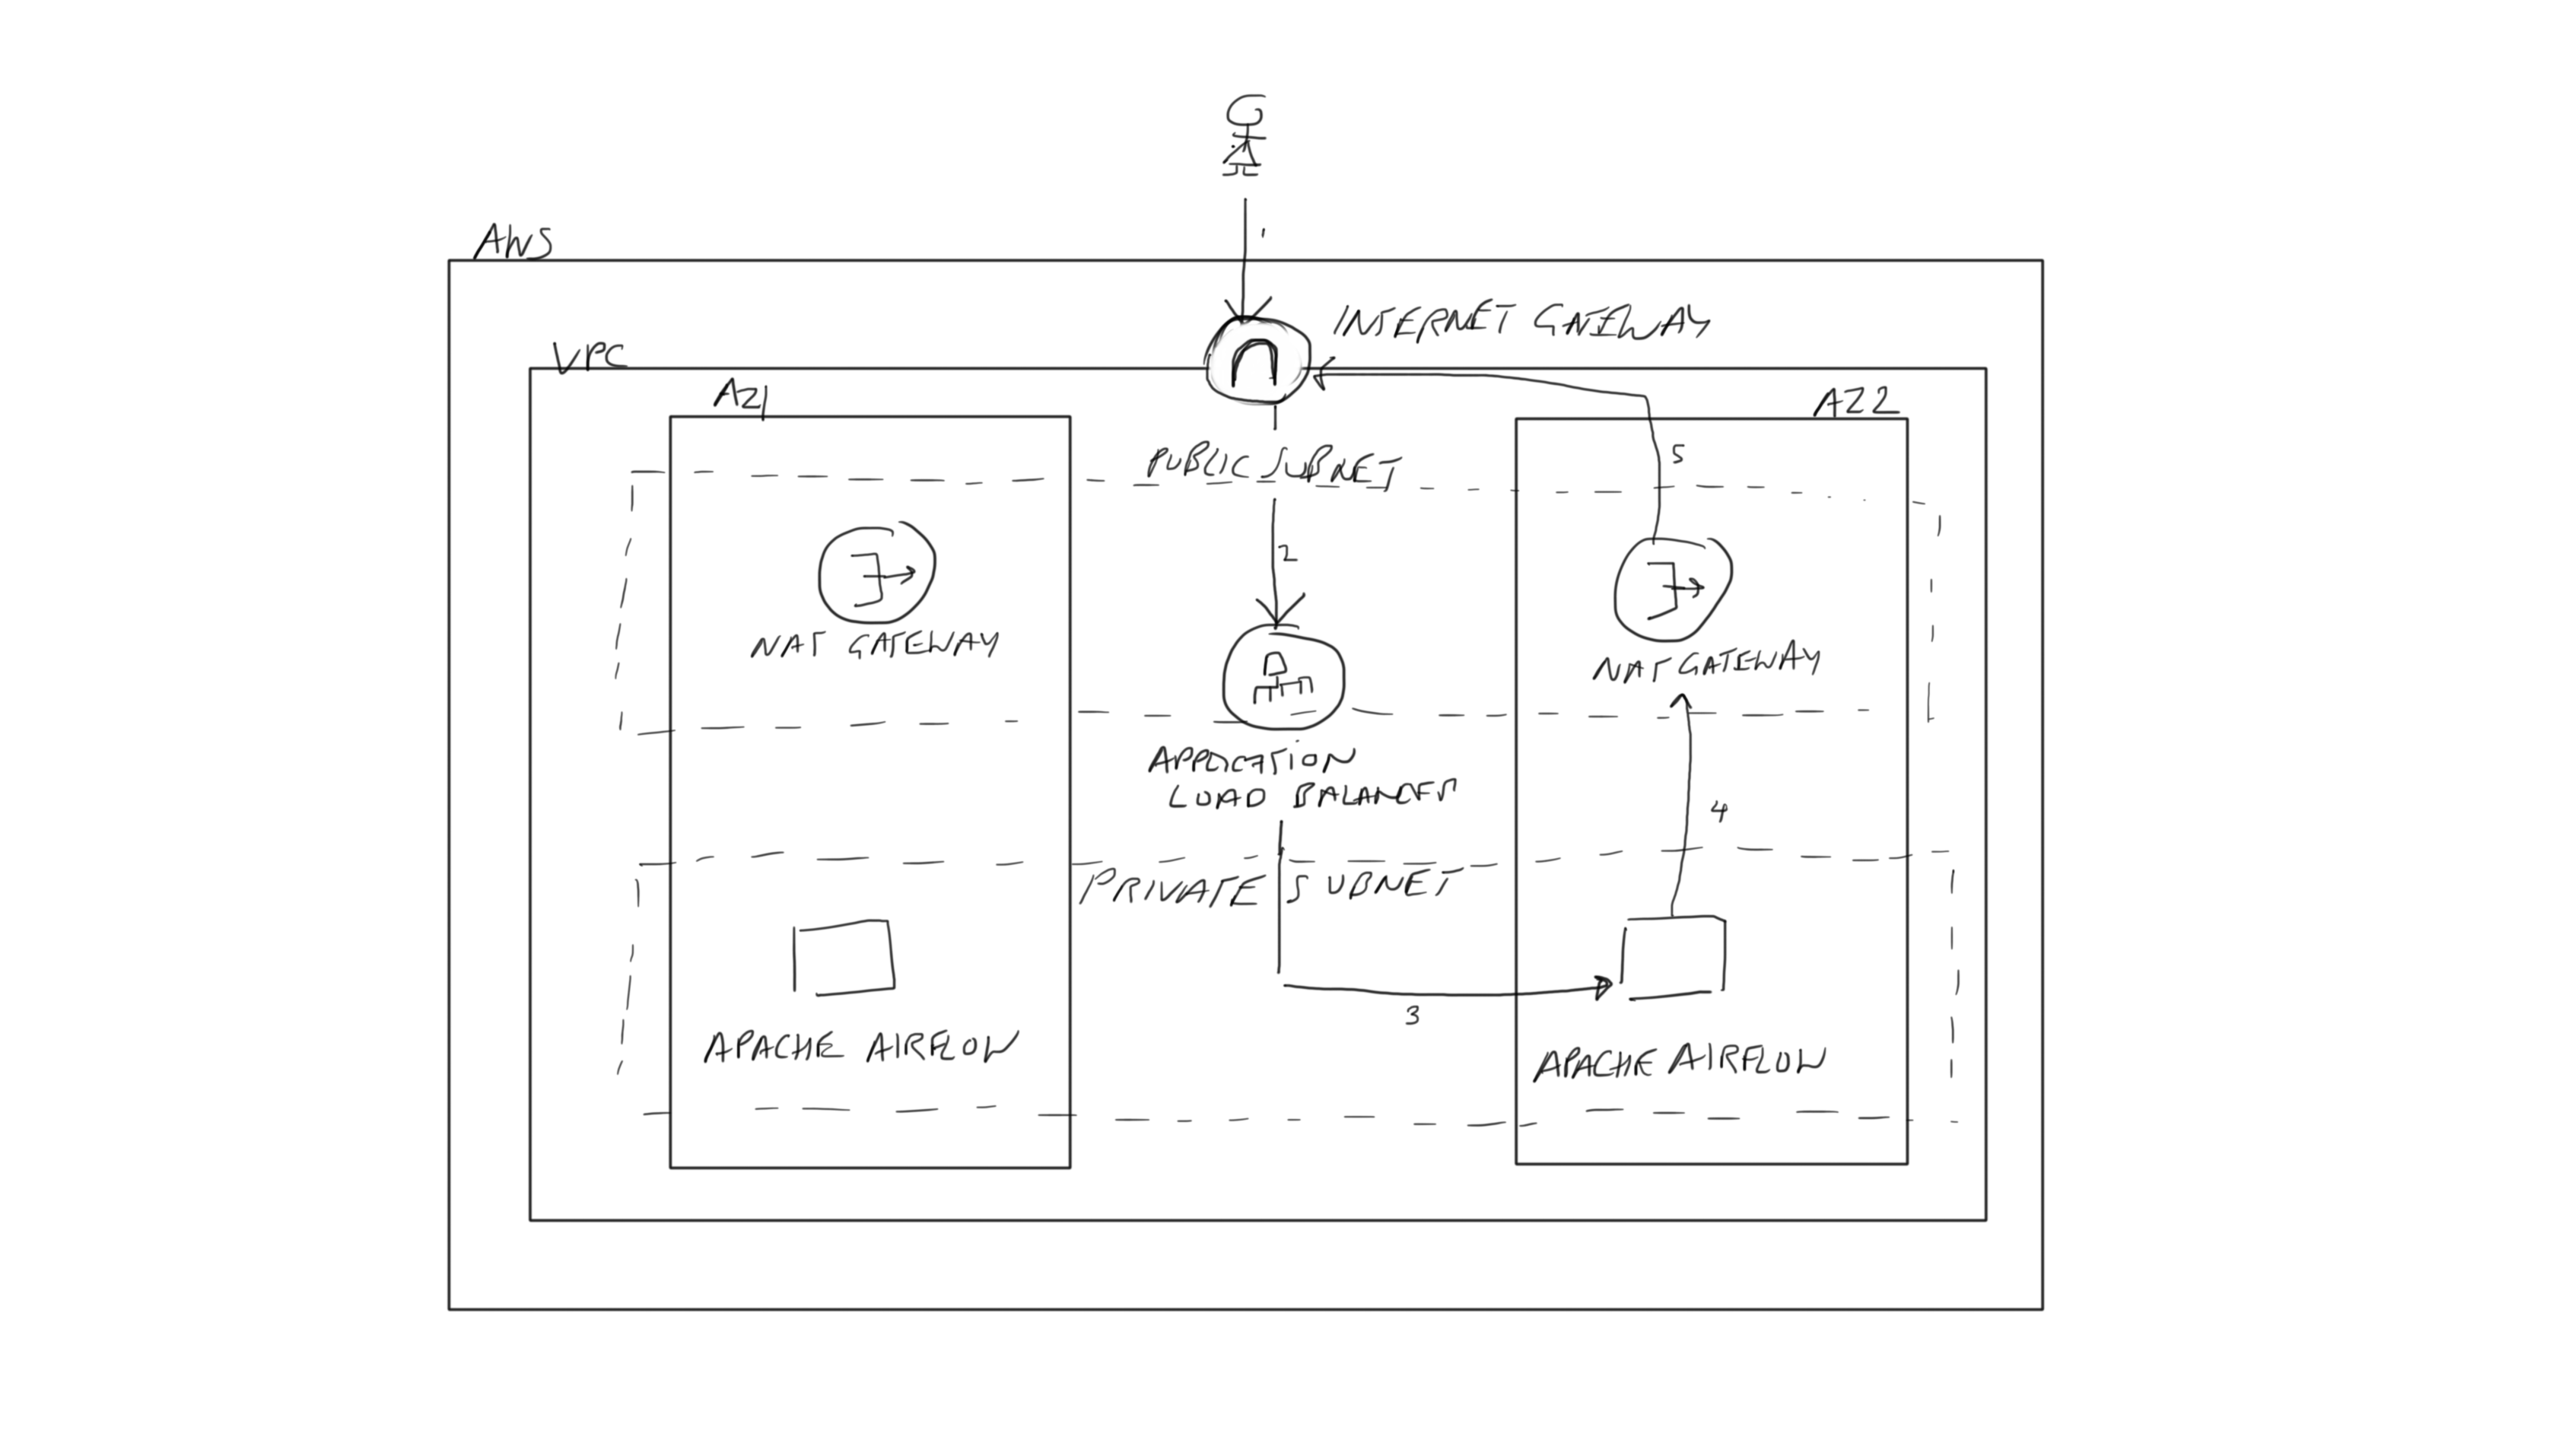 1
AWS
INTERNET GATEWAY
VPC
AZ1
AZ2
PUBLIC SUBNET
5
2
NAT GATEWAY
NAT GATEWAY
APPLICATION
LOAD BALANCER
4
PRIVATE SUBNET
3
APACHE AIRFLOW
APACHE AIRFLOW